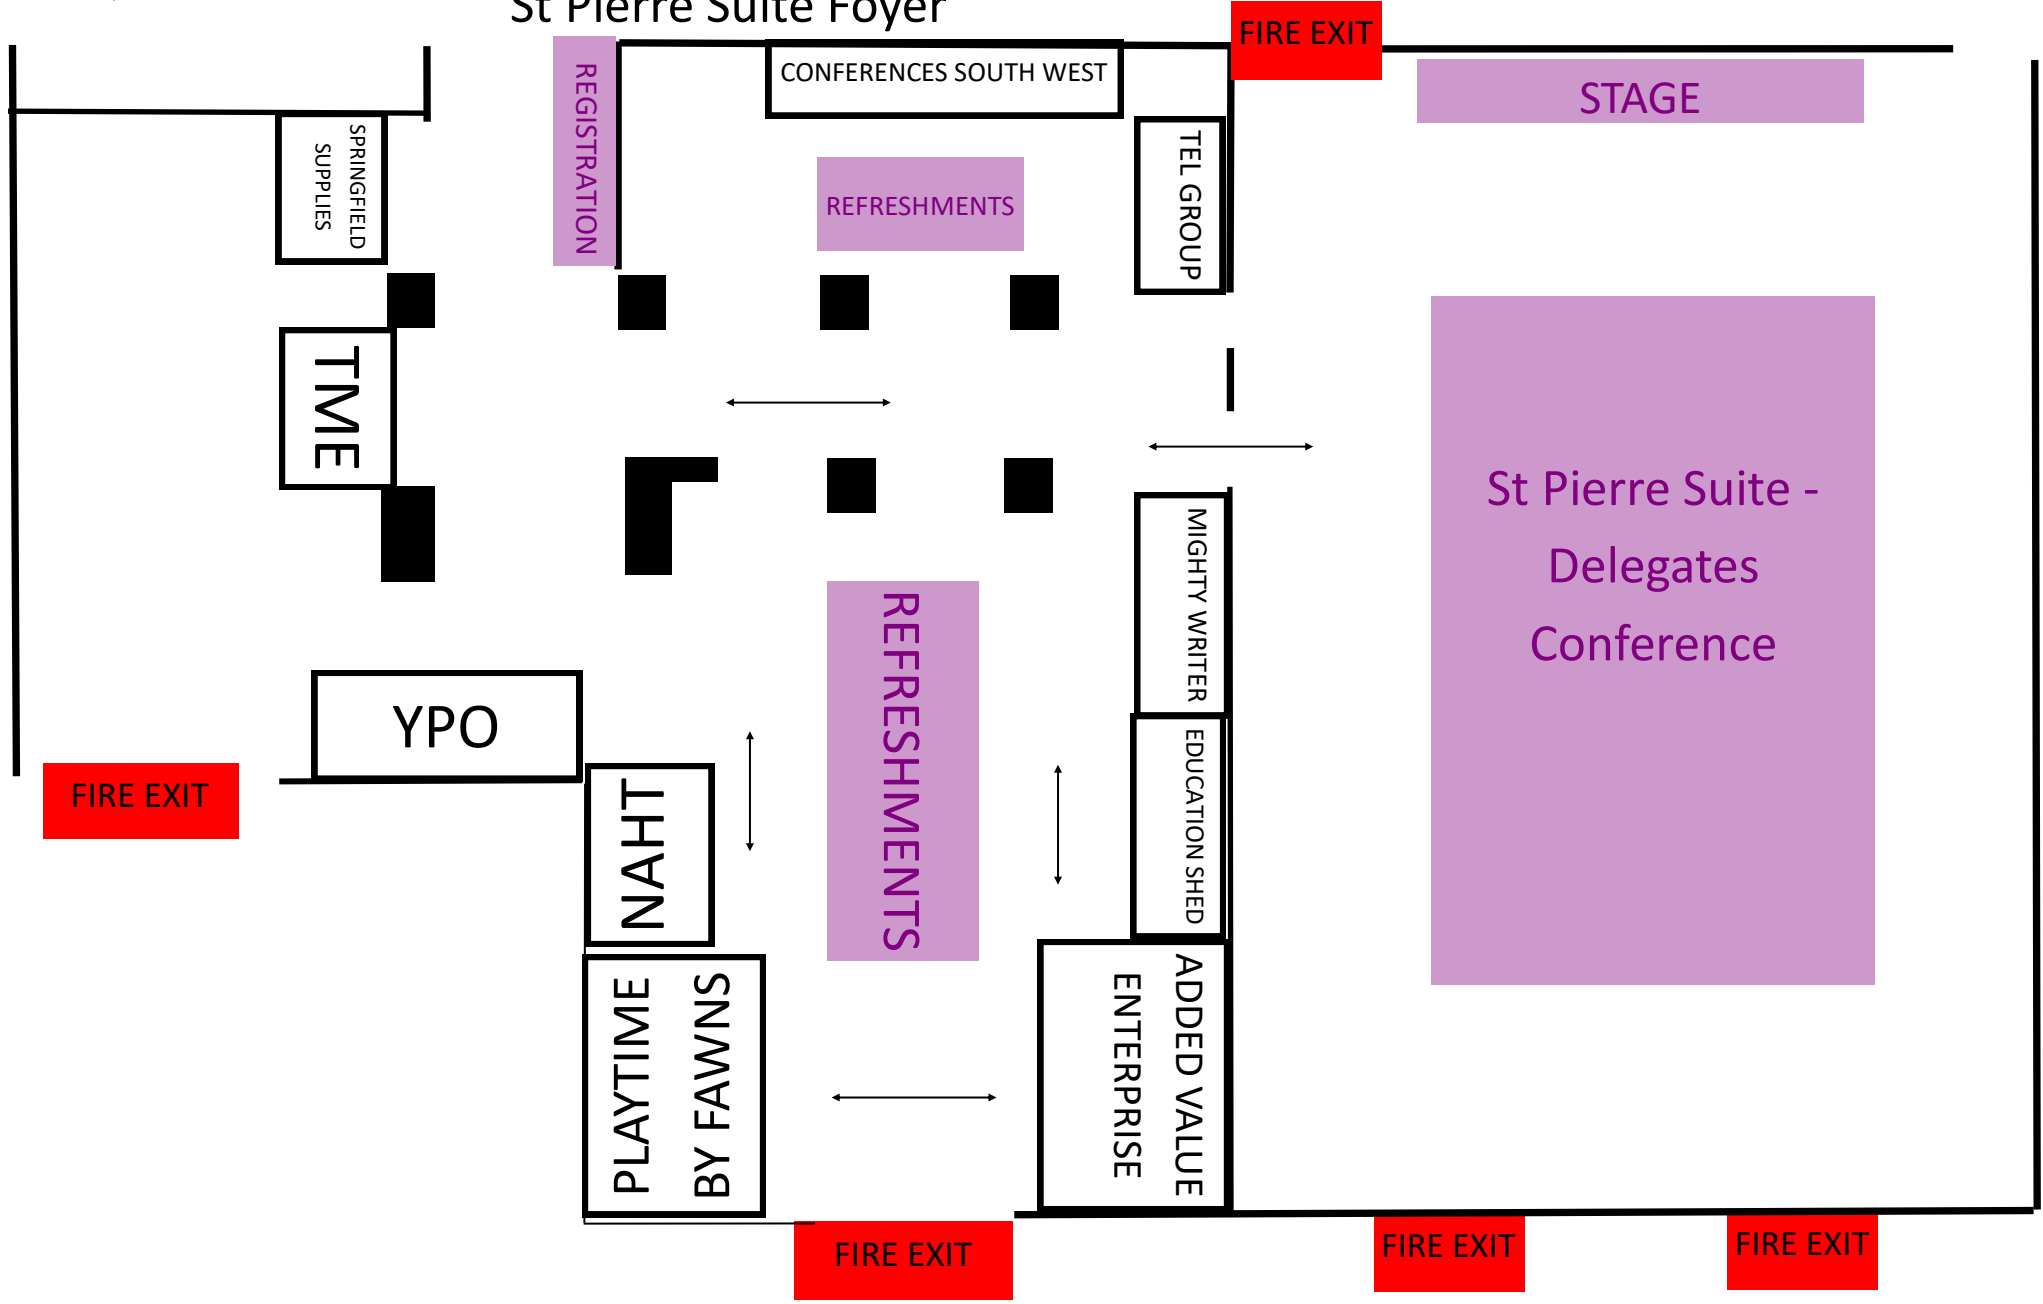 St Pierre Suite Foyer
FIRE EXIT
CONFERENCES SOUTH WEST
STAGE
REGISTRATION
SPRINGFIELD
SUPPLIES
TEL GROUP
REFRESHMENTS
TME
St Pierre Suite -
Delegates
Conference
MIGHTY WRITER
REFRESHMENTS
YPO
EDUCATION SHED
NAHT
FIRE EXIT
PLAYTIME
BY FAWNS
ADDED VALUE
ENTERPRISE
FIRE EXIT
FIRE EXIT
FIRE EXIT